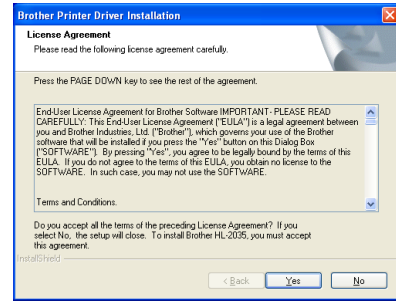 Brother Printer Driver Installation
License Agreement
Please read the following license agreement carefully.
Press the PAGE DOWN key to see the rest of the agreement.
End-User License Agreement for Brother Software IMPORTANT- PLEASE READ
CAREFULLY: This End-User License Agreement ("EULA") is a legal agreement between
you and Brother Industries, Ltd. ("Brother"), which governs your use of the Brother
software that will be installed if you press the "Yes" button on this Dialog Box
("SOFTWARE"). By pressing "Yes", you agree to be legally bound by the terms of this
EULA. If you do not agree to the terms of this EULA, you obtain no license to the
SOFTWARE. In such case, you may not use the SOFTWARE.
Terms and Conditions.
Do you accept all the terms of the preceding License Agreement? If you
select No, the setup will close. To install Brother HL-2035, you must accept
this agreement.
InstallShield
< Back Yes No